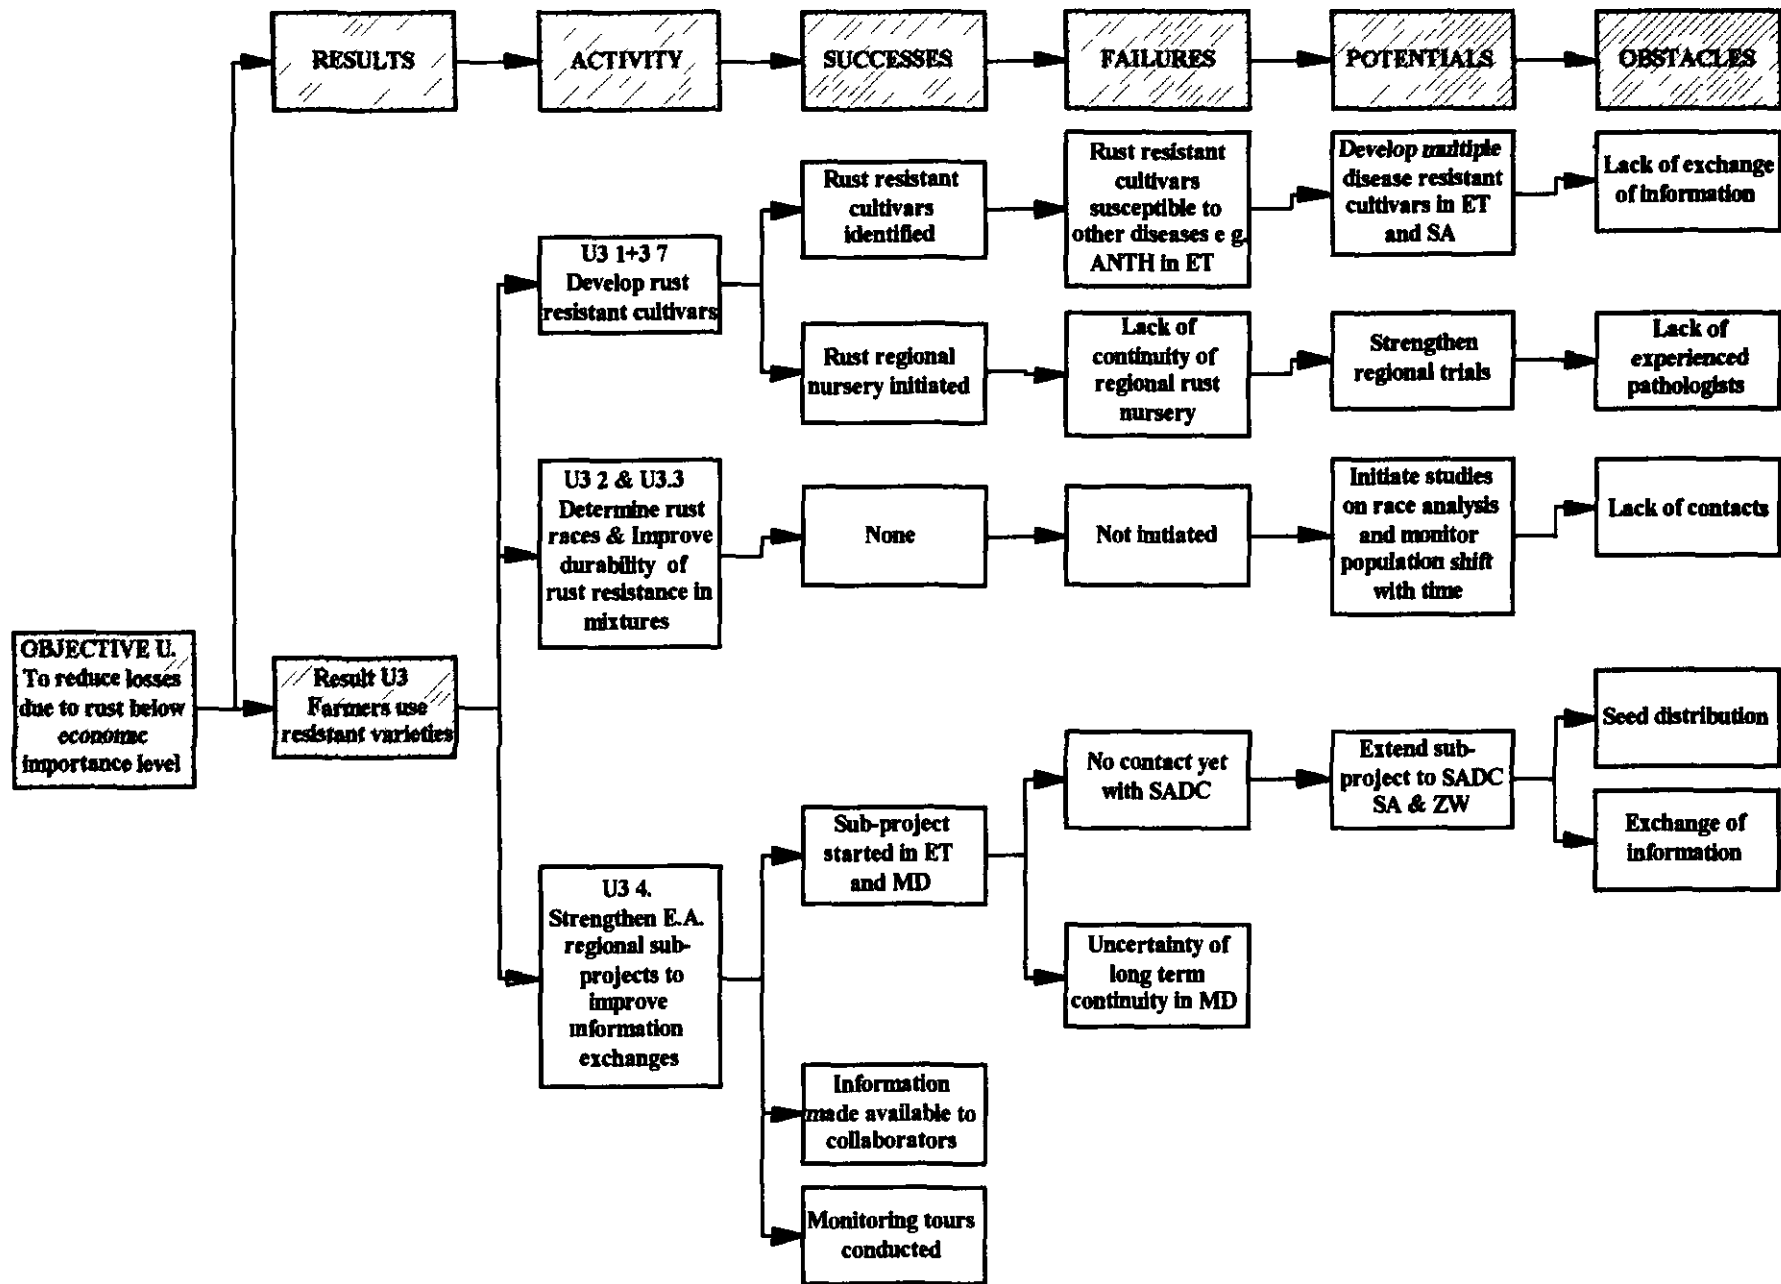 RESULTS
ACTIVITY
SUCCESSES
FAILURES
POTENTIALS
OBSTACLES
OBJECTIVE U.
To reduce losses
due to rust below
economic
importance level
Result U3
Farmers use
resistant varieties
U3 1+3 7
Develop rust
resistant cultivars
Rust resistant
cultivars
identified
Rust resistant
cultivars
susceptible to
other diseases e g.
ANTH in ET
Develop multiple
disease resistant
cultivars in ET
and SA
Lack of exchange
of information
Rust regional
nursery initiated
Lack of
continuity of
regional rust
nursery
Strengthen
regional trials
Lack of
experienced
pathologists
U3 2 & U3.3
Determine rust
races & Improve
durability of
rust resistance in
mixtures
None
Not initiated
Initiate studies
on race analysis
and monitor
population shift
with time
Lack of contacts
U3 4.
Strengthen E.A.
regional sub-
projects to
improve
information
exchanges
Sub-project
started in ET
and MD
No contact yet
with SADC
Extend sub-
project to SADC
SA & ZW
Seed distribution
Exchange of
information
Uncertainty of
long term
continuity in MD
Information
made available to
collaborators
Monitoring tours
conducted